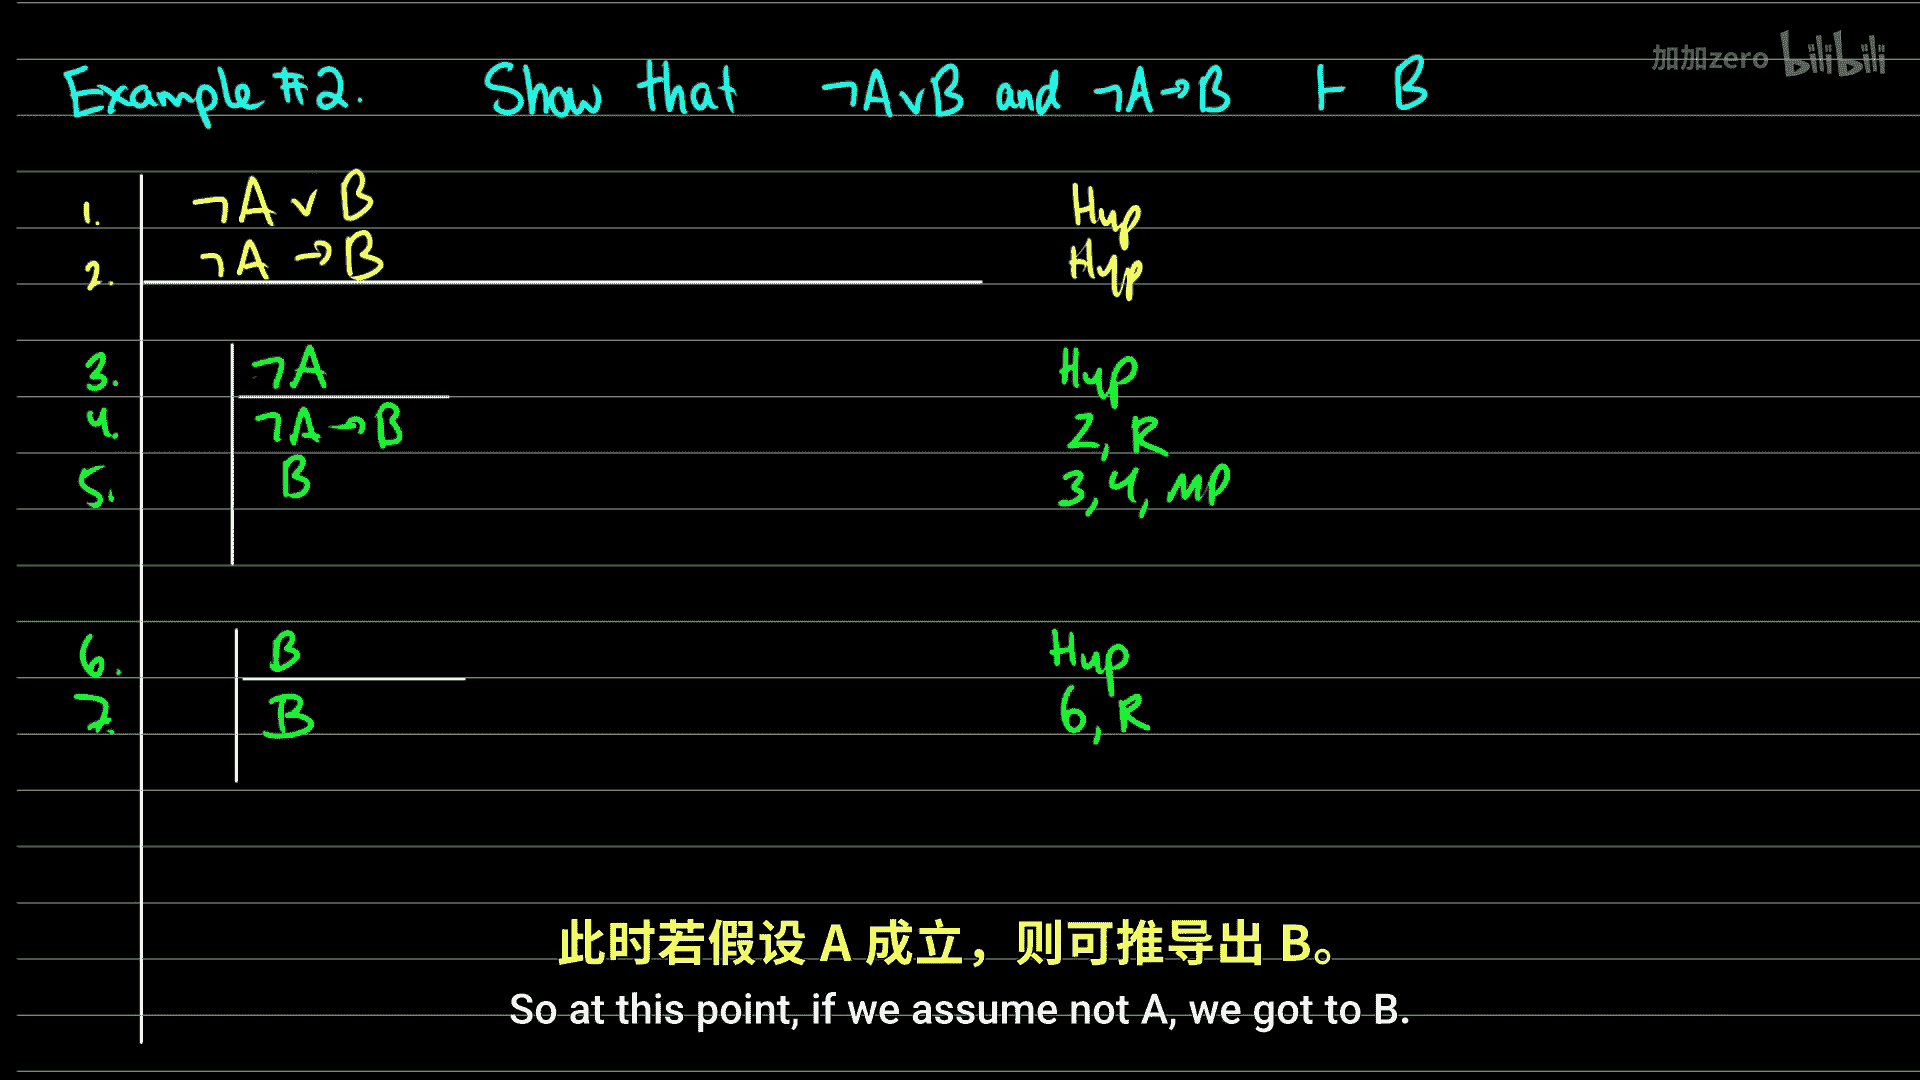 加加zero bilibili
Example #2. Show that ¬A∨B and ¬A→B ⊢ B
1. ¬A ∨ B Hyp
2. ¬A → B Hyp
3. ¬A Hyp
4. ¬A→B 2, R
5. B 3, 4, MP
6. B Hyp
7. B 6, R
此时若假设 A 成立，则可推导出 B。
So at this point, if we assume not A, we got to B.